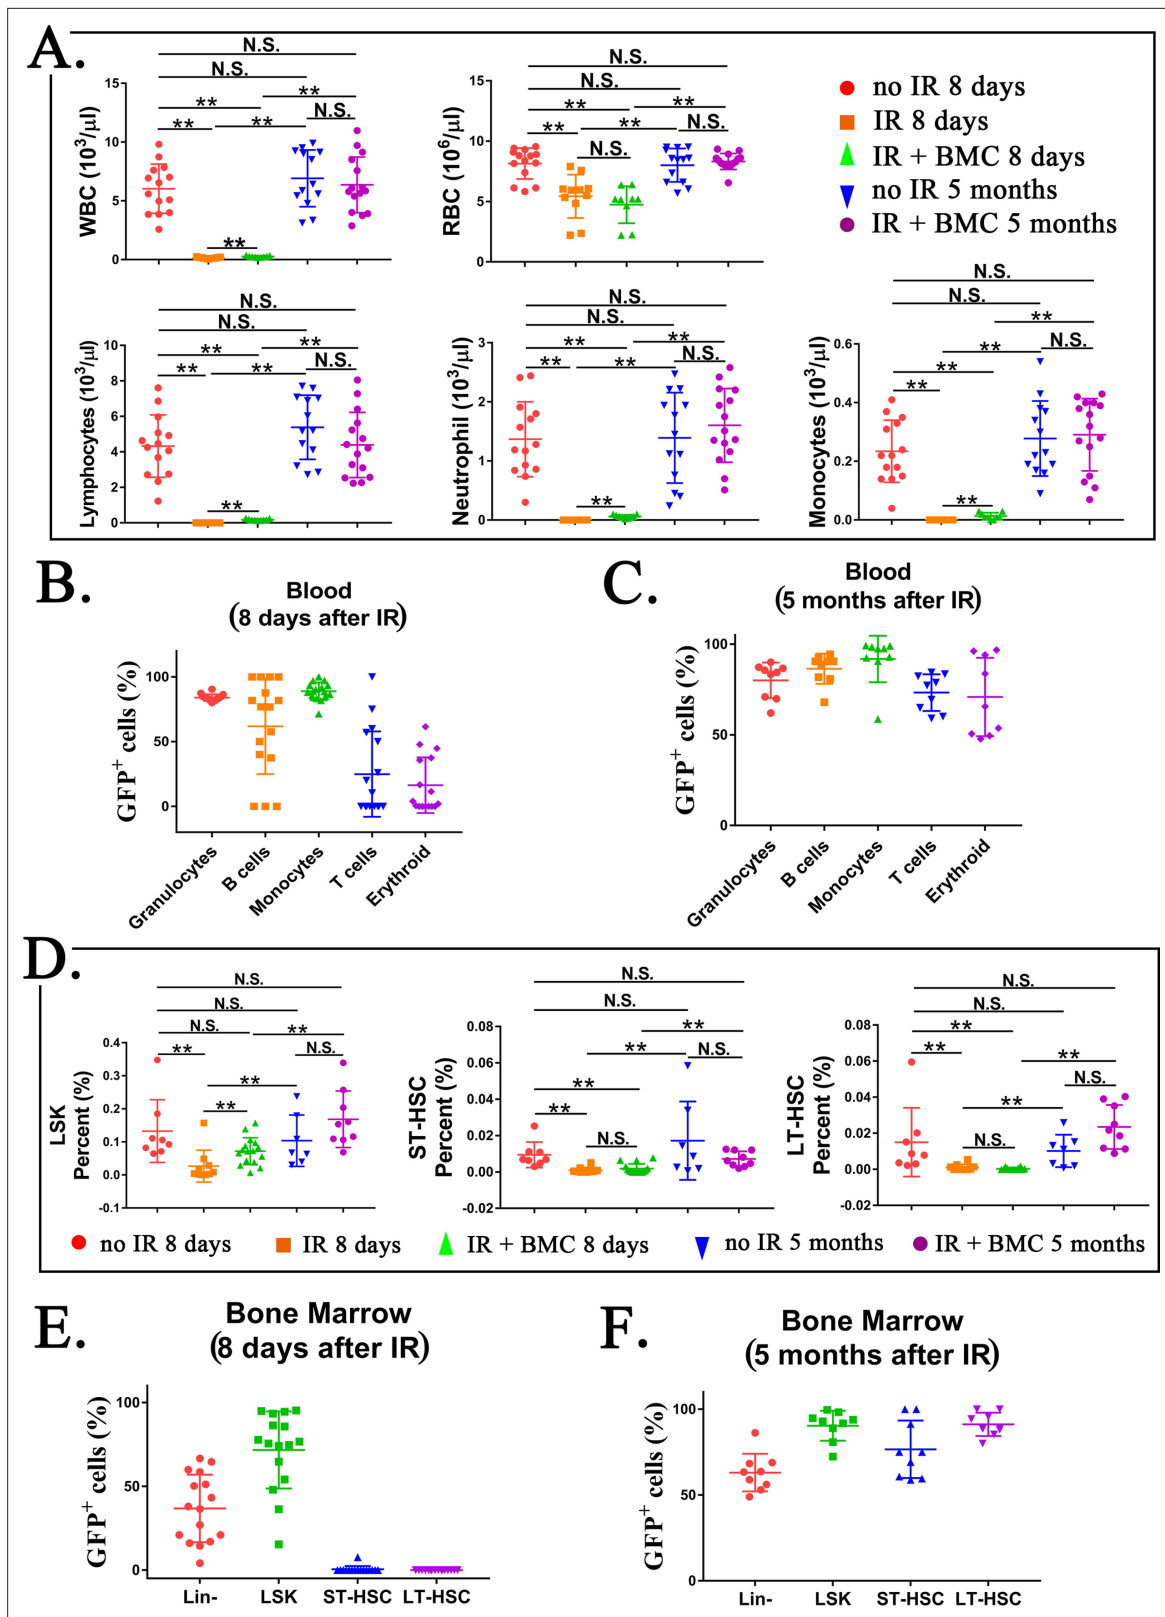 A.
N.S.
N.S.
**
**
**
**
N.S.
**
WBC (10³/µl)
15
10
5
0
N.S.
N.S.
**
**
**
**
N.S.
N.S.
RBC (10⁶/µl)
15
10
5
0
no IR 8 days
IR 8 days
IR + BMC 8 days
no IR 5 months
IR + BMC 5 months
N.S.
N.S.
**
**
**
**
N.S.
**
Lymphocytes (10³/µl)
10
8
6
4
2
0
N.S.
N.S.
**
**
**
**
N.S.
**
Neutrophil (10³/µl)
3
2
1
0
N.S.
N.S.
**
**
N.S.
**
**
**
Monocytes (10³/µl)
0.6
0.4
0.2
0.0
B.
Blood
(8 days after IR)
GFP⁺ cells (%)
100
50
0
Granulocytes
B cells
Monocytes
T cells
Erythroid
C.
Blood
(5 months after IR)
GFP⁺ cells (%)
100
50
0
Granulocytes
B cells
Monocytes
T cells
Erythroid
D.
N.S.
N.S.
N.S.
**
**
N.S.
**
**
LSK
Percent (%)
0.4
0.3
0.2
0.1
0.0
-0.1
N.S.
N.S.
**
**
N.S.
**
**
N.S.
ST-HSC
Percent (%)
0.08
0.06
0.04
0.02
0.00
-0.02
N.S.
N.S.
**
**
**
N.S.
**
N.S.
LT-HSC
Percent (%)
0.08
0.06
0.04
0.02
0.00
-0.02
no IR 8 days
IR 8 days
IR + BMC 8 days
no IR 5 months
IR + BMC 5 months
E.
Bone Marrow
(8 days after IR)
GFP⁺ cells (%)
100
50
0
Lin-
LSK
ST-HSC
LT-HSC
F.
Bone Marrow
(5 months after IR)
GFP⁺ cells (%)
100
50
0
Lin-
LSK
ST-HSC
LT-HSC